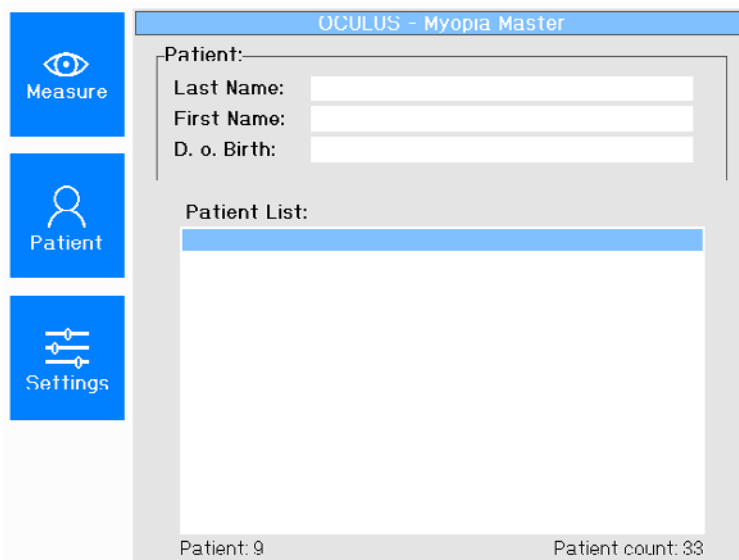 OCULUS - Myopia Master
Measure
Patient
Settings
Patient:
Last Name:
First Name:
D. o. Birth:
Patient List:
Patient: 9
Patient count: 33